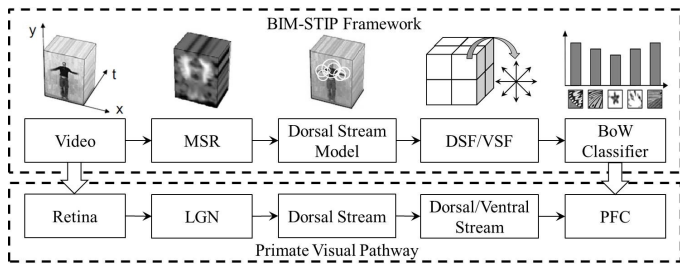 BIM-STIP Framework
y
t
x
Video
MSR
Dorsal Stream
Model
DSF/VSF
BoW
Classifier
Retina
LGN
Dorsal Stream
Dorsal/Ventral
Stream
PFC
Primate Visual Pathway